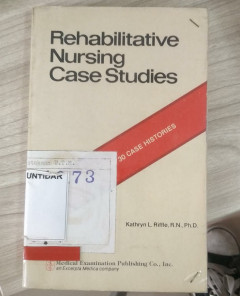 Rehabilitative
Nursing
Case Studies
30 CASE HISTORIES
UNTIDAR
73
Kathryn L. Riffle, R.N., Ph.D.
Medical Examination Publishing Co., Inc.
an Excerpta Medica company